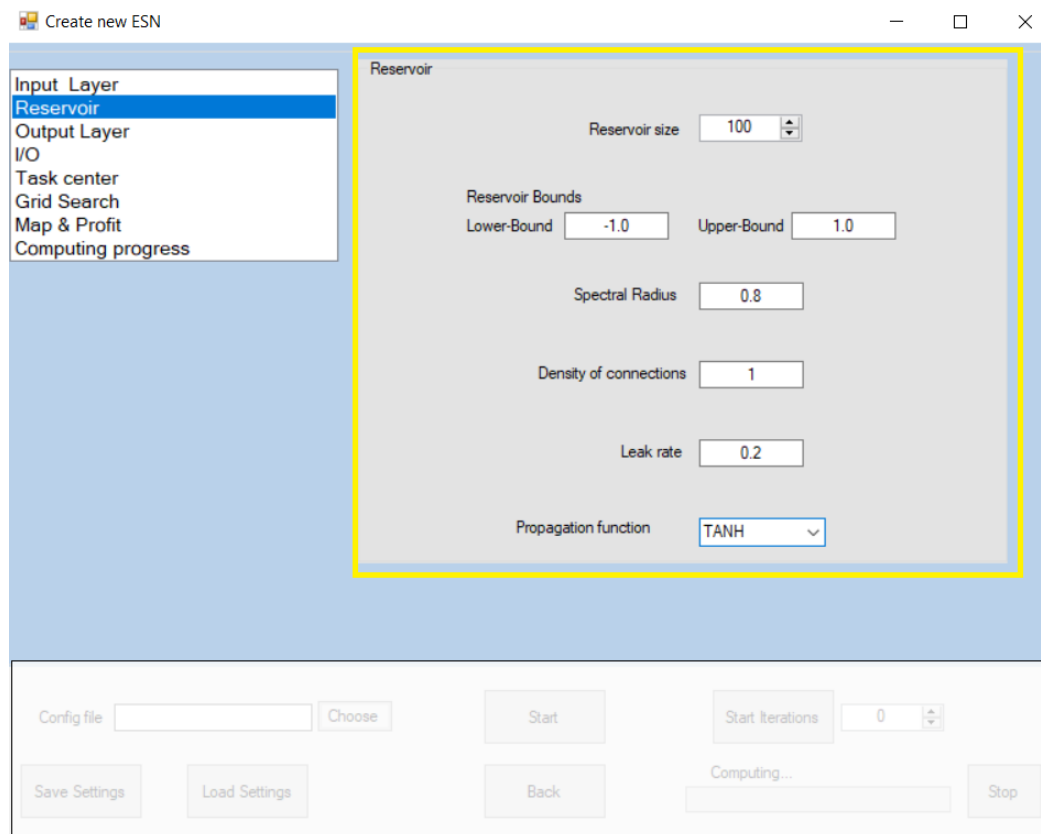 Create new ESN
Input Layer
Reservoir
Output Layer
I/O
Task center
Grid Search
Map & Profit
Computing progress
Reservoir
Reservoir size 100
Reservoir Bounds
Lower-Bound -1.0 Upper-Bound 1.0
Spectral Radius 0.8
Density of connections 1
Leak rate 0.2
Propagation function TANH
Config file Choose Start Start Iterations 0
Computing...
Save Settings Load Settings Back Stop